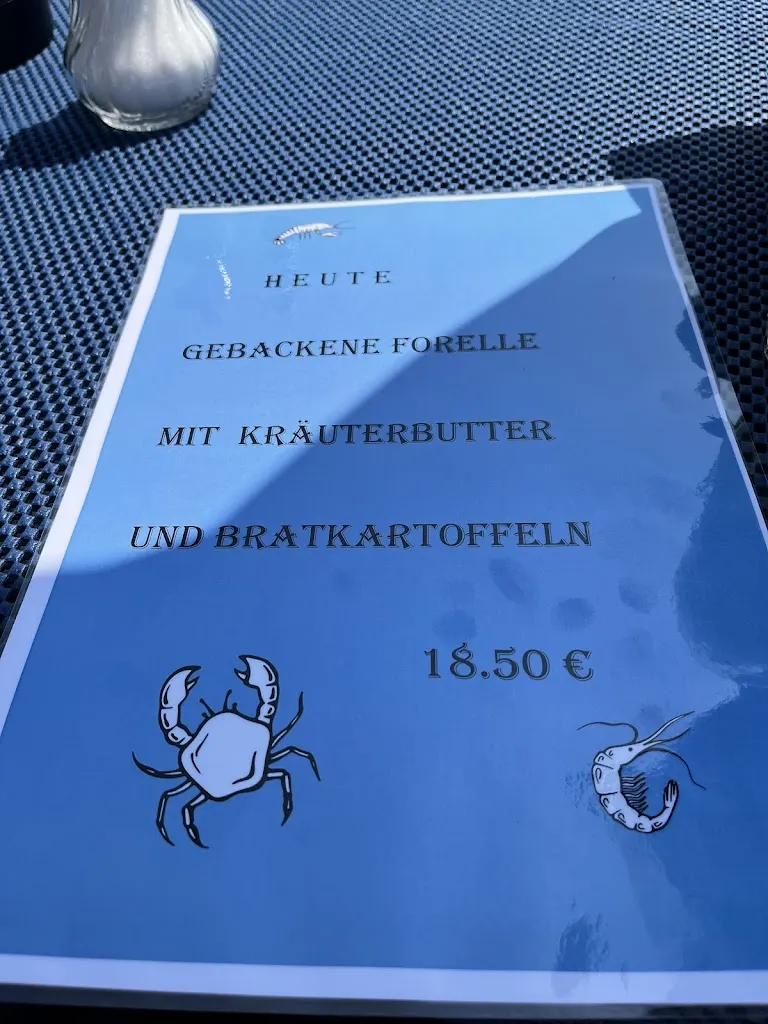 HEUTE
GEBACKENE FORELLE
MIT KRÄUTERBUTTER
UND BRATKARTOFFELN
18.50 €